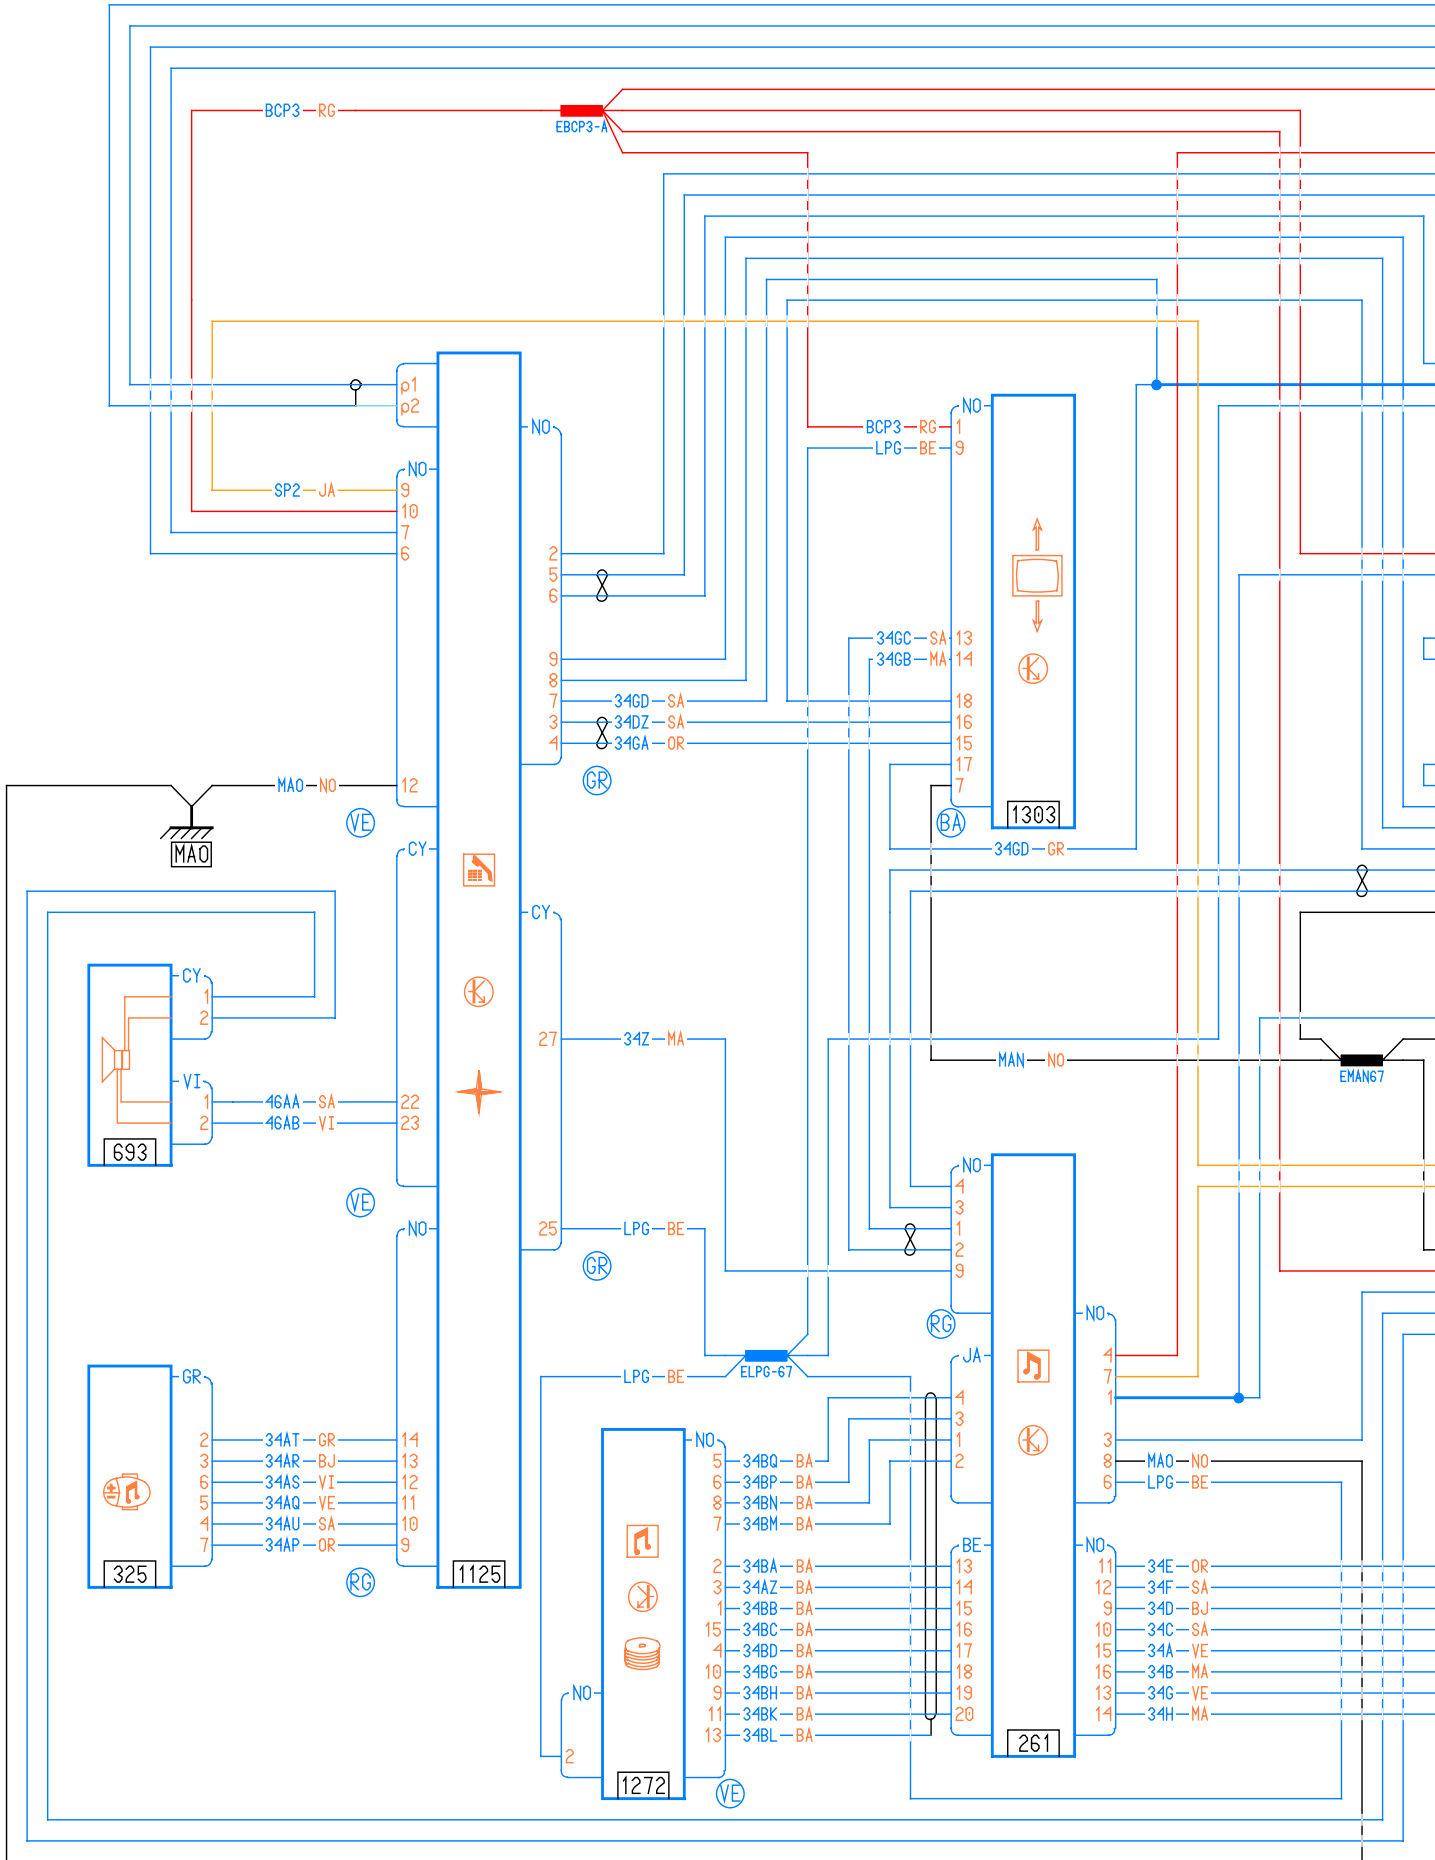 BCP3 RG
EBCP3-A
p1
p2
NO
NO
BCP3 RG 1
LPG BE 9
NO
SP2 JA 9
10
7
6
2
5
6
34GC SA 13
34GB MA 14
9
8
7 34GD SA 18
3 34DZ SA 16
4 34GA OR 15
17
MAO NO 12
GR
7
1303
VE
BA
MAO
CY
34GD GR
CY
CY
1
2
27 34Z MA
MAN NO
EMAN67
VI
1 46AA SA 22
2 46AB VI 23
693
NO
4
VE
3
NO
25 LPG BE
1
2
GR
9
NO
RG
JA
4
ELPG-67
GR
LPG BE
7
4
1
3
NO
2 34AT GR 14
1
3
3 34AR BJ 13
5 34BQ BA
2
8 MAO NO
6 34AS VI 12
6 34BP BA
6 LPG BE
5 34AQ VE 11
8 34BN BA
4 34AU SA 10
7 34BM BA
7 34AP OR 9
BE
NO
325
RG
1125
2 34BA BA 13
11 34E OR
3 34AZ BA 14
12 34F SA
1 34BB BA 15
9 34D BJ
15 34BC BA 16
10 34C SA
4 34BD BA 17
15 34A VE
10 34BG BA 18
16 34B MA
NO
9 34BH BA 19
13 34G VE
11 34BK BA 20
14 34H MA
13 34BL BA
261
2
1272
VE